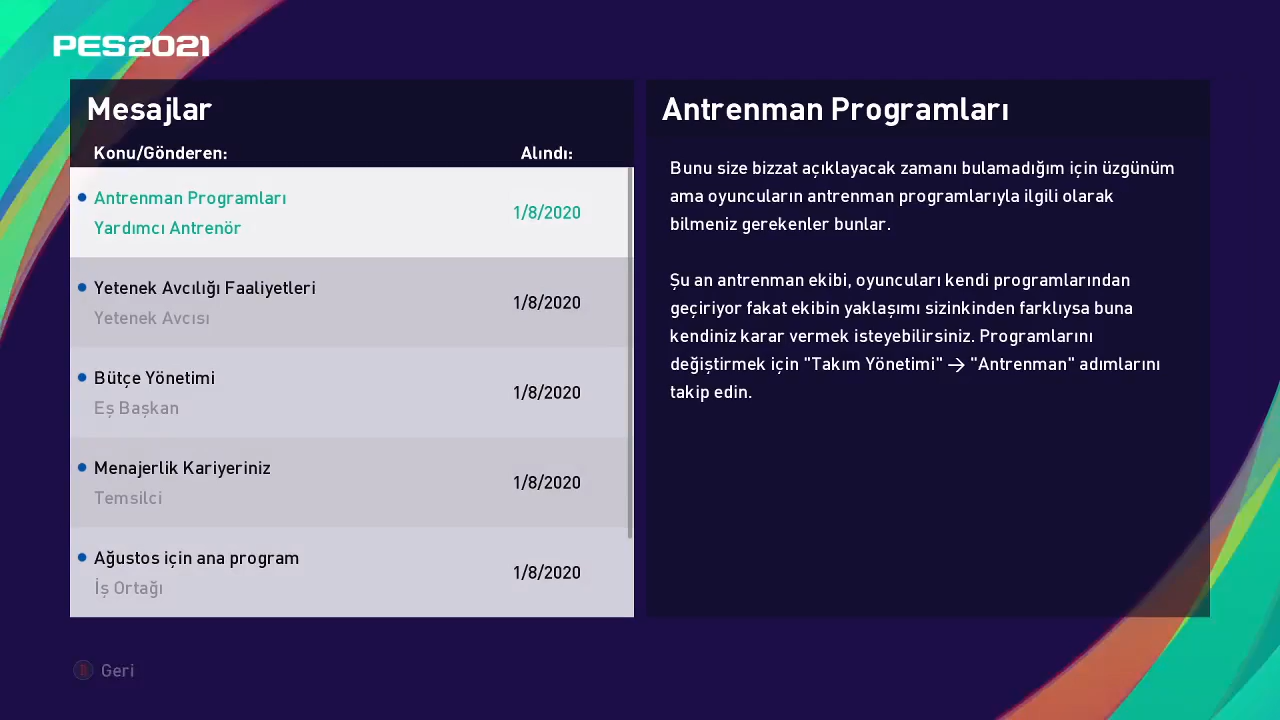 PES2021
Mesajlar
Konu/Gönderen: Alındı:
Antrenman Programları
Yardımcı Antrenör
1/8/2020
Yetenek Avcılığı Faaliyetleri
Yetenek Avcısı
1/8/2020
Bütçe Yönetimi
Eş Başkan
1/8/2020
Menajerlik Kariyeriniz
Temsilci
1/8/2020
Ağustos için ana program
İş Ortağı
1/8/2020
Antrenman Programları
Bunu size bizzat açıklayacak zamanı bulamadığım için üzgünüm
ama oyuncuların antrenman programlarıyla ilgili olarak
bilmeniz gerekenler bunlar.
Şu an antrenman ekibi, oyuncuları kendi programlarından
geçiriyor fakat ekibin yaklaşımı sizinkinden farklıysa buna
kendiniz karar vermek isteyebilirsiniz. Programlarını
değiştirmek için "Takım Yönetimi" → "Antrenman" adımlarını
takip edin.
B Geri